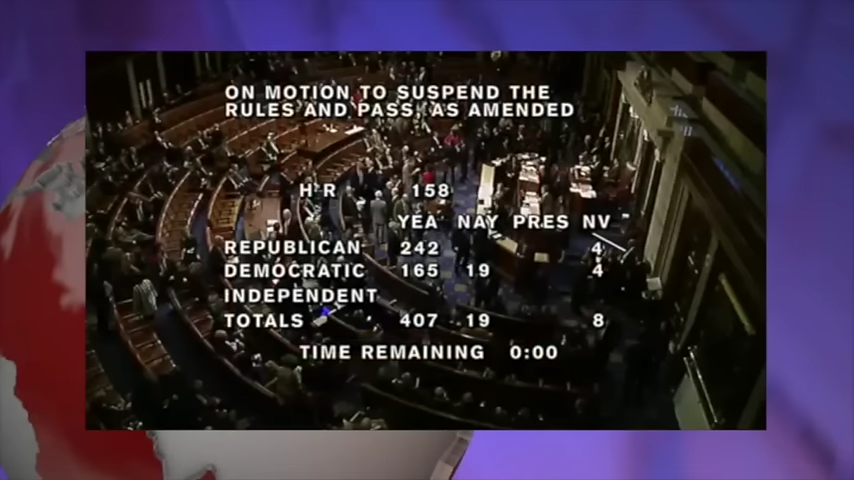 ON MOTION TO SUSPEND THE
RULES AND PASS, AS AMENDED
H R 158
YEA NAY PRES NV
REPUBLICAN 242 4
DEMOCRATIC 165 19 4
INDEPENDENT
TOTALS 407 19 8
TIME REMAINING 0:00